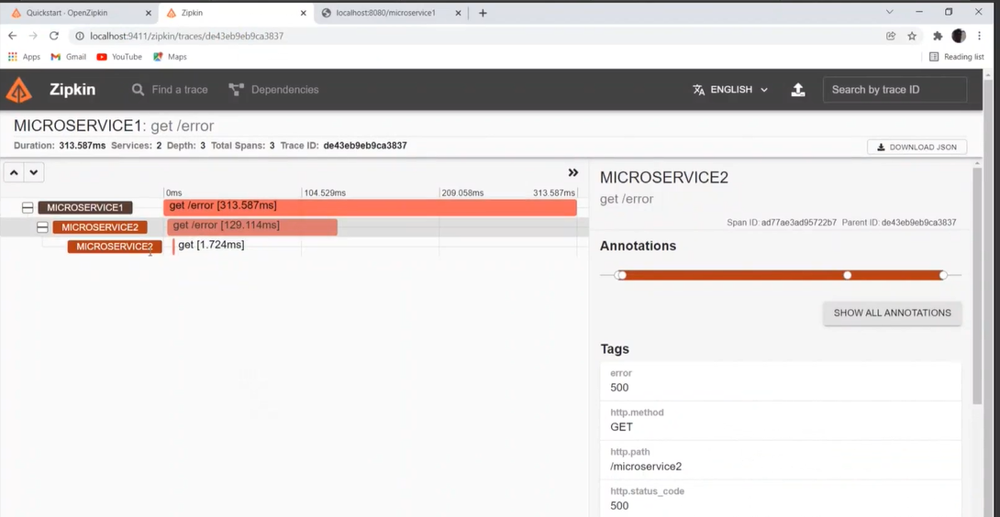 Quickstart · OpenZipkin
Zipkin
localhost:8080/microservice1
localhost:9411/zipkin/traces/de43eb9eb9ca3837
Apps Gmail YouTube Maps Reading list
Zipkin Find a trace Dependencies ENGLISH Search by trace ID
MICROSERVICE1: get /error
Duration: 313.587ms Services: 2 Depth: 3 Total Spans: 3 Trace ID: de43eb9eb9ca3837
DOWNLOAD JSON
0ms 104.529ms 209.058ms 313.587ms
MICROSERVICE1 get /error [313.587ms]
MICROSERVICE2 get /error [129.114ms]
MICROSERVICE2 get [1.724ms]
MICROSERVICE2
get /error
Span ID: ad77ae3ad95722b7 Parent ID: de43eb9eb9ca3837
Annotations
SHOW ALL ANNOTATIONS
Tags
error
500
http.method
GET
http.path
/microservice2
http.status_code
500